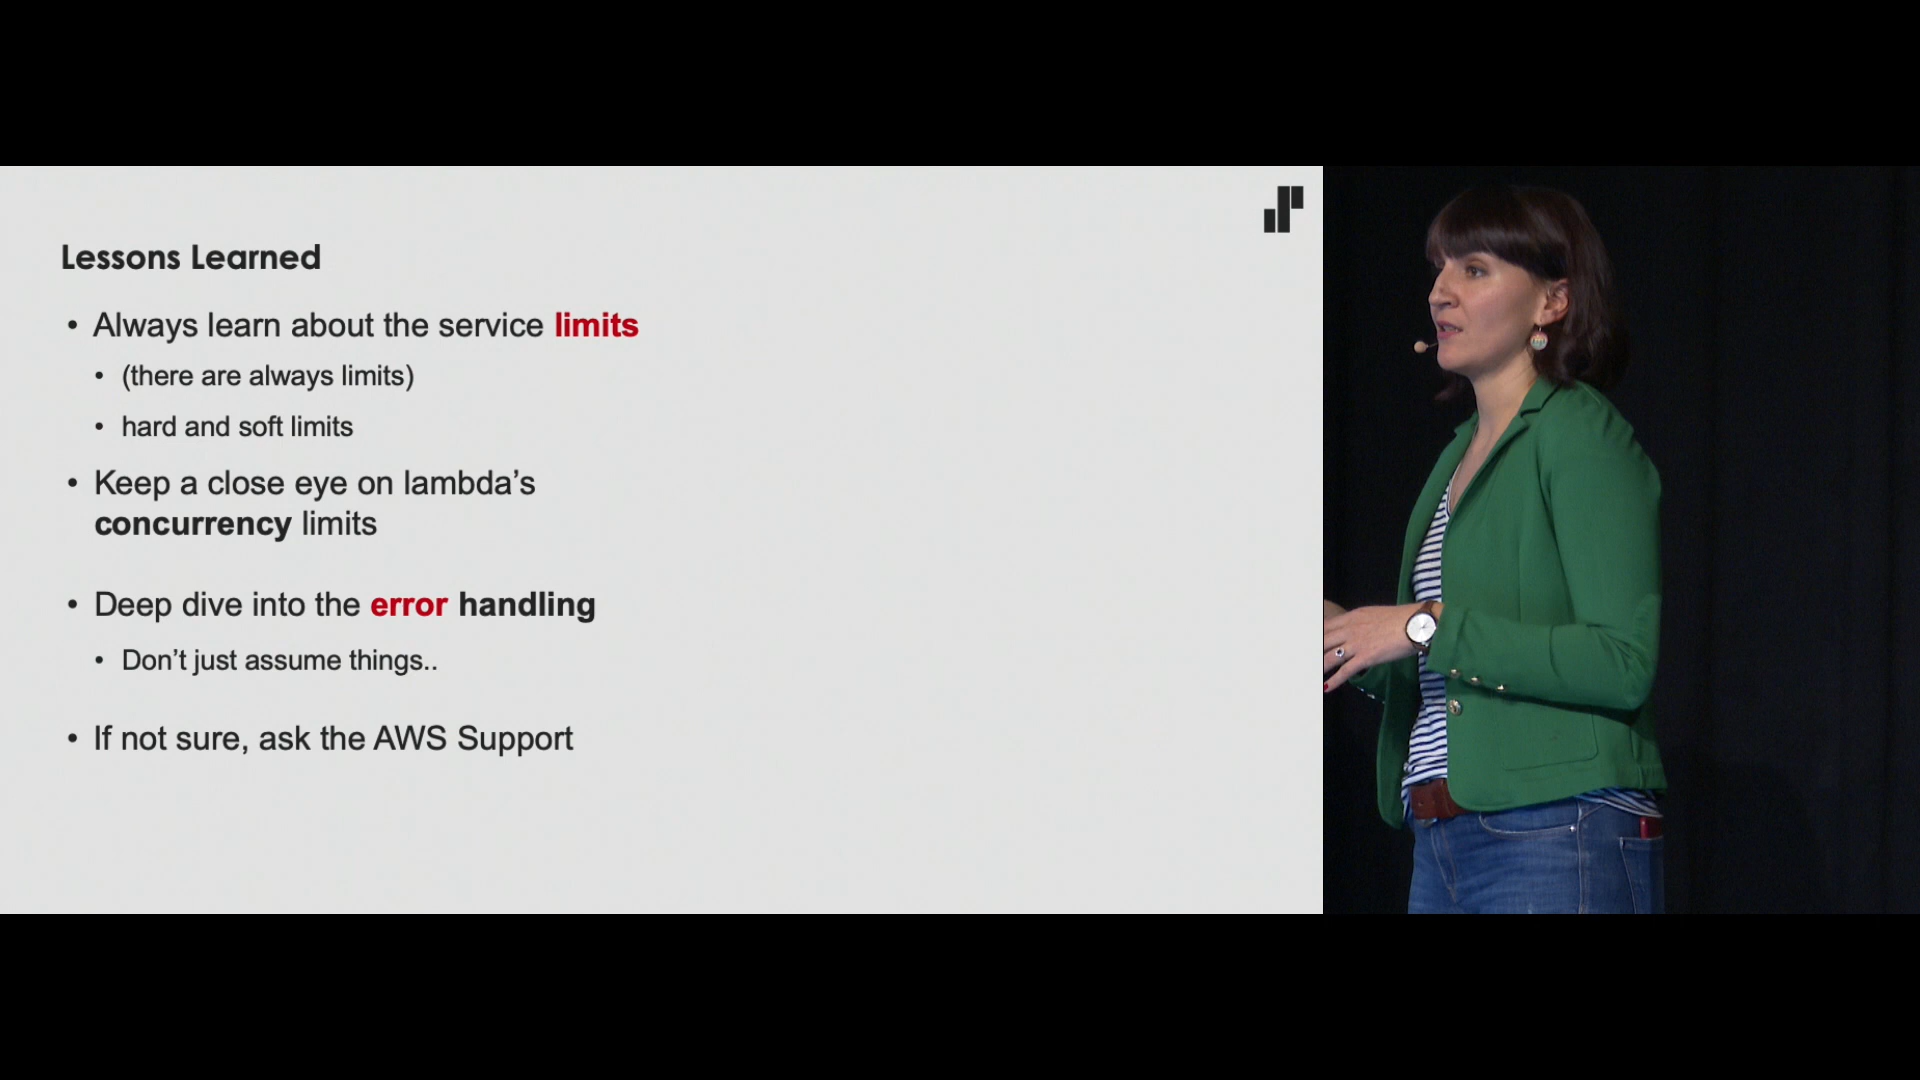 Lessons Learned
• Always learn about the service limits
• (there are always limits)
• hard and soft limits
• Keep a close eye on lambda’s
concurrency limits
• Deep dive into the error handling
• Don’t just assume things..
• If not sure, ask the AWS Support